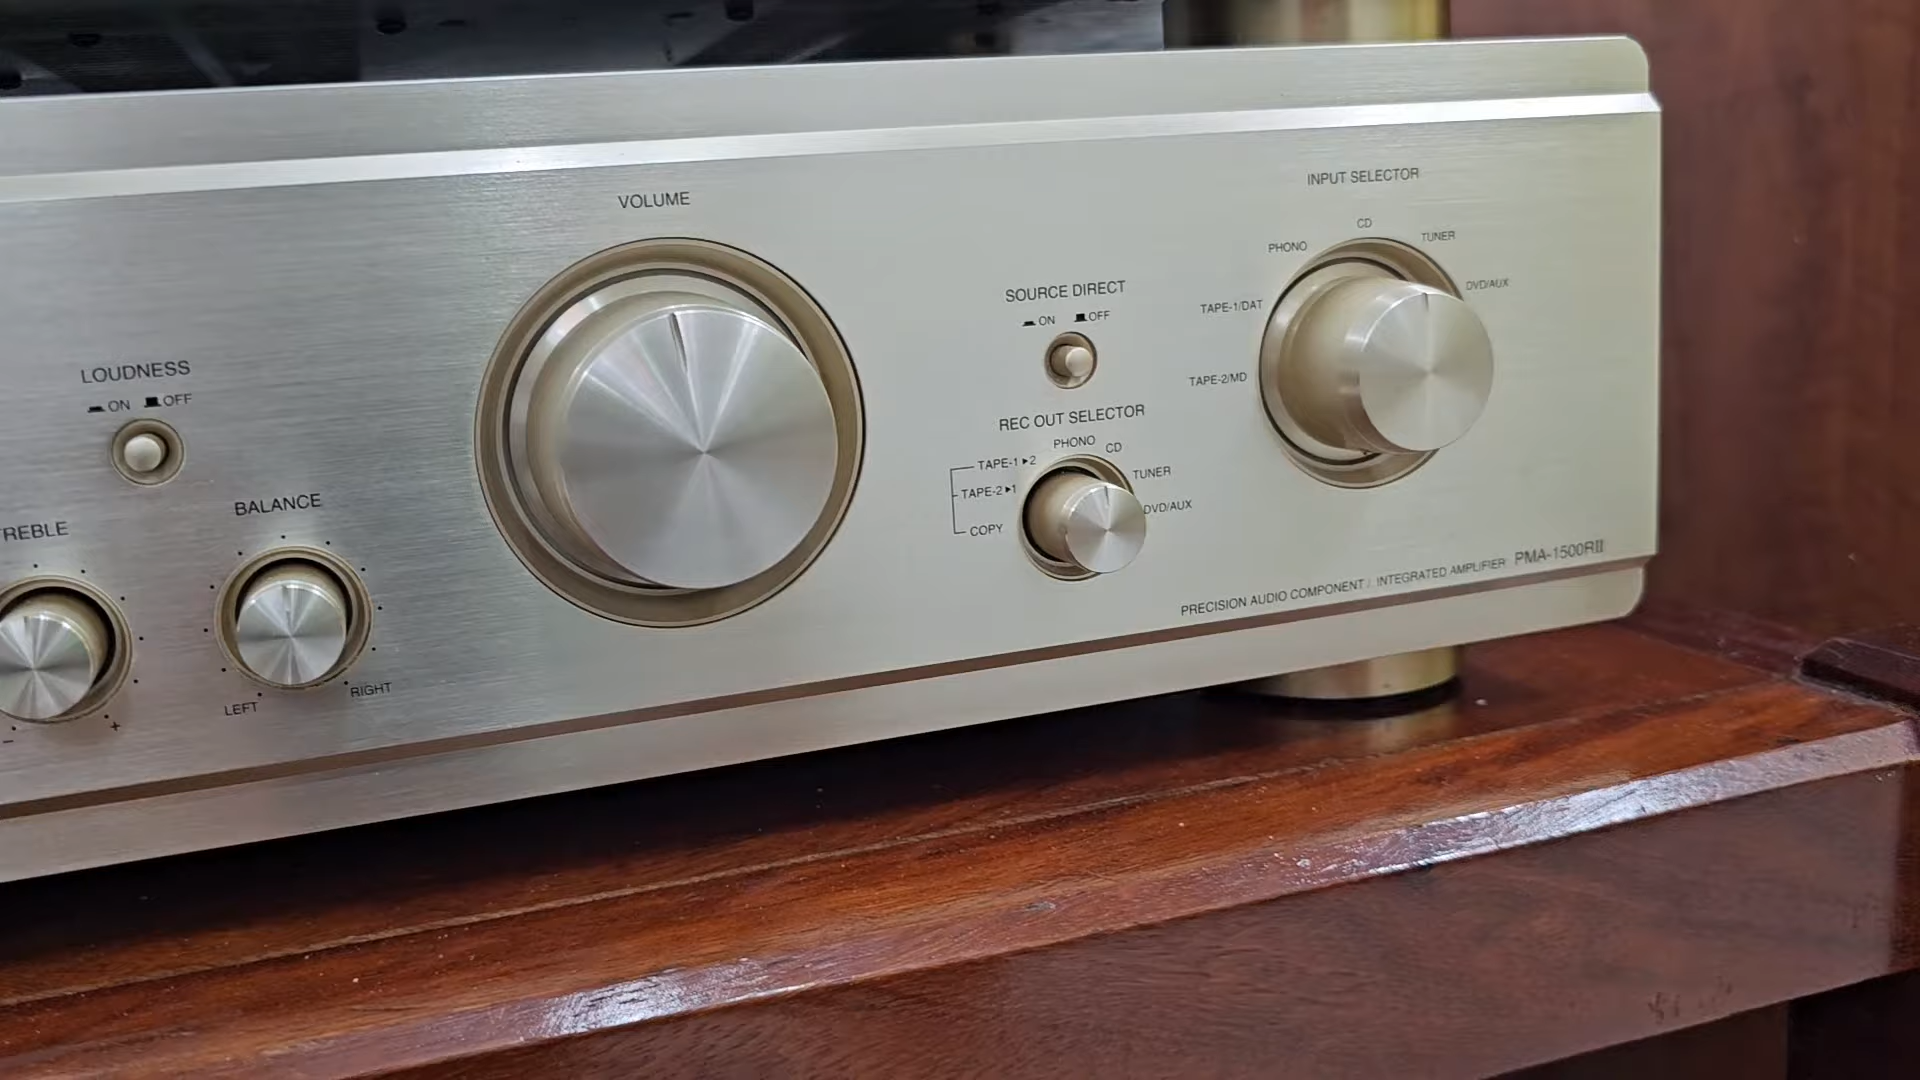 VOLUME
INPUT SELECTOR
CD
PHONO
TUNER
DVD/AUX
TAPE-1/DAT
TAPE-2/MD
SOURCE DIRECT
ON OFF
LOUDNESS
ON OFF
REC OUT SELECTOR
PHONO
CD
TAPE-1▶2
TUNER
TAPE-2▶1
DVD/AUX
COPY
BALANCE
LEFT
RIGHT
TREBLE
- +
PRECISION AUDIO COMPONENT / INTEGRATED AMPLIFIER PMA-1500RII